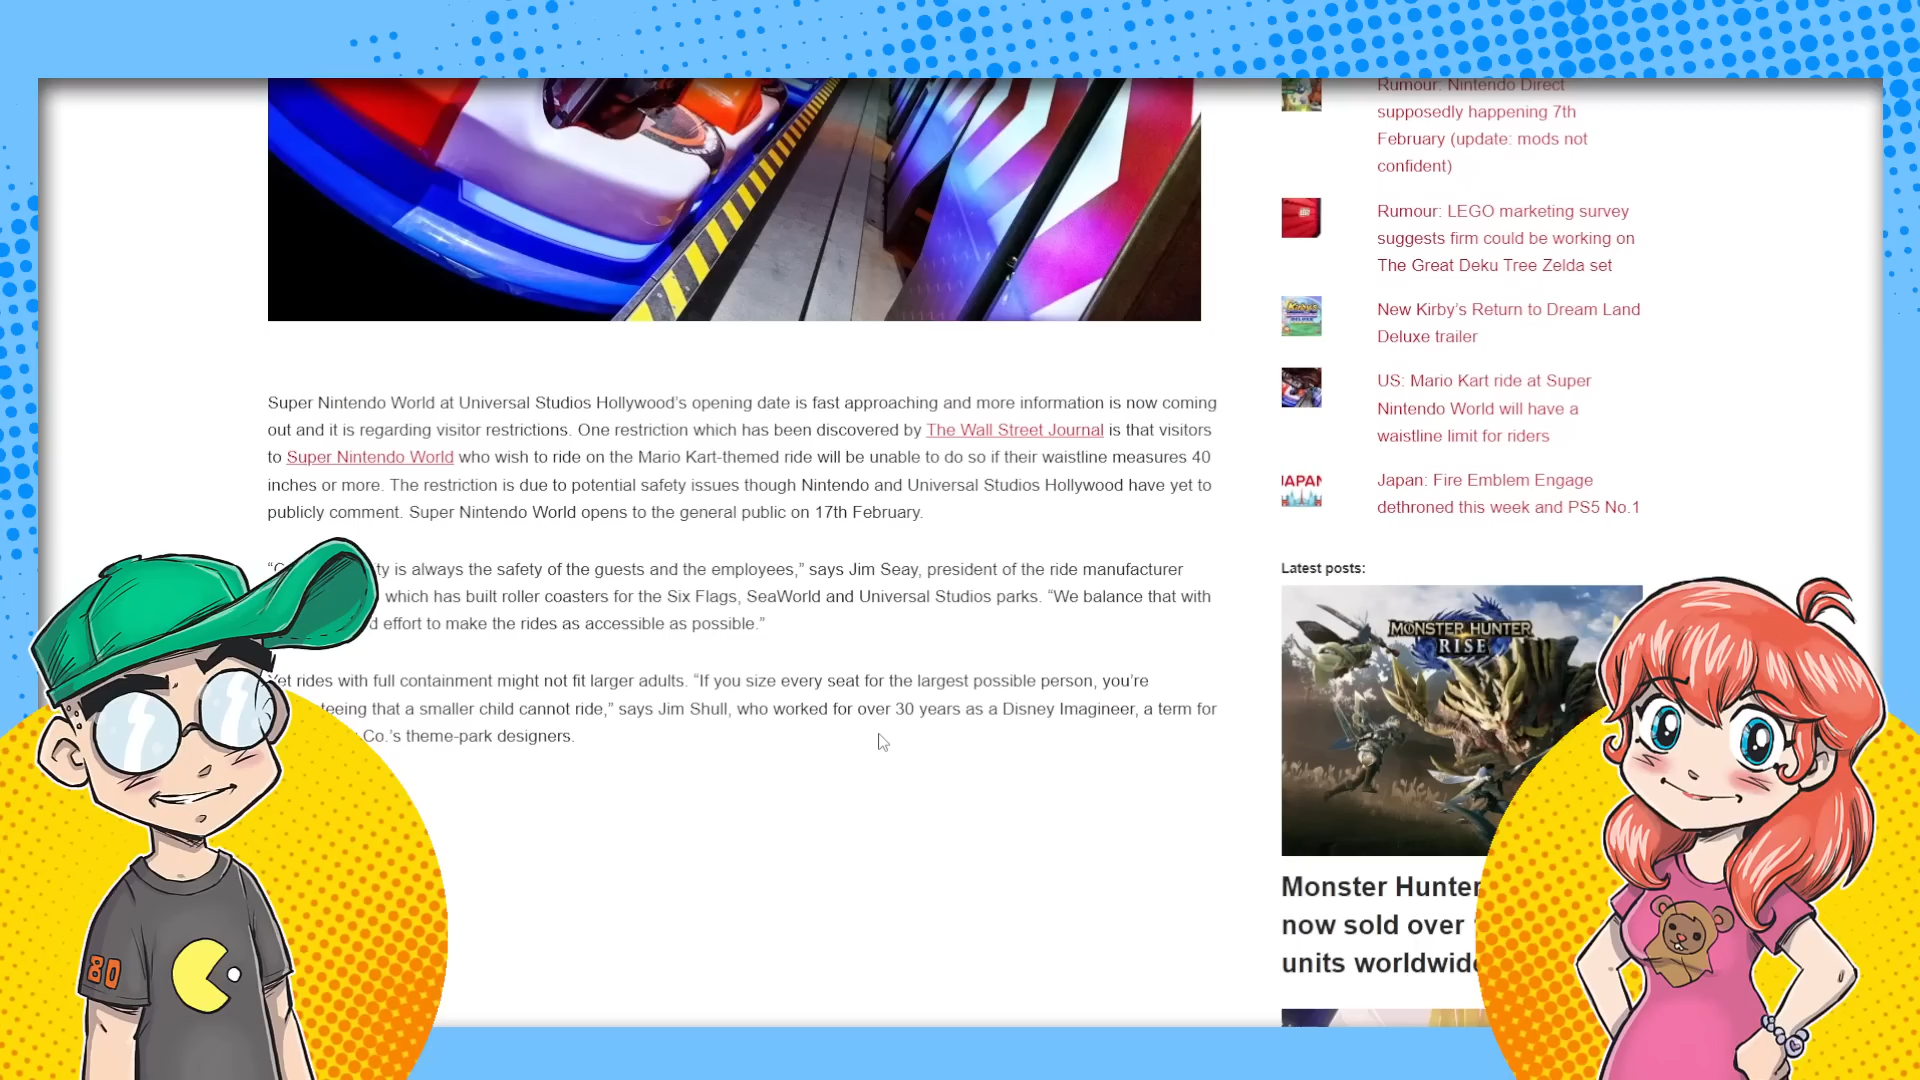 Super Nintendo World at Universal Studios Hollywood’s opening date is fast approaching and more information is now coming
out and it is regarding visitor restrictions. One restriction which has been discovered by The Wall Street Journal is that visitors
to Super Nintendo World who wish to ride on the Mario Kart-themed ride will be unable to do so if their waistline measures 40
inches or more. The restriction is due to potential safety issues though Nintendo and Universal Studios Hollywood have yet to
publicly comment. Super Nintendo World opens to the general public on 17th February.
is always the safety of the guests and the employees,” says Jim Seay, president of the ride manufacturer
which has built roller coasters for the Six Flags, SeaWorld and Universal Studios parks. “We balance that with
effort to make the rides as accessible as possible.”
Yet rides with full containment might not fit larger adults. “If you size every seat for the largest possible person, you’re
that a smaller child cannot ride,” says Jim Shull, who worked for over 30 years as a Disney Imagineer, a term for
Co.’s theme-park designers.
Rumour: Nintendo Direct
supposedly happening 7th
February (update: mods not
confident)
Rumour: LEGO marketing survey
suggests firm could be working on
The Great Deku Tree Zelda set
New Kirby’s Return to Dream Land
Deluxe trailer
US: Mario Kart ride at Super
Nintendo World will have a
waistline limit for riders
JAPAN
Japan: Fire Emblem Engage
dethroned this week and PS5 No.1
Latest posts:
MONSTER HUNTER
RISE
Monster Hunter
now sold over
units worldwide
80